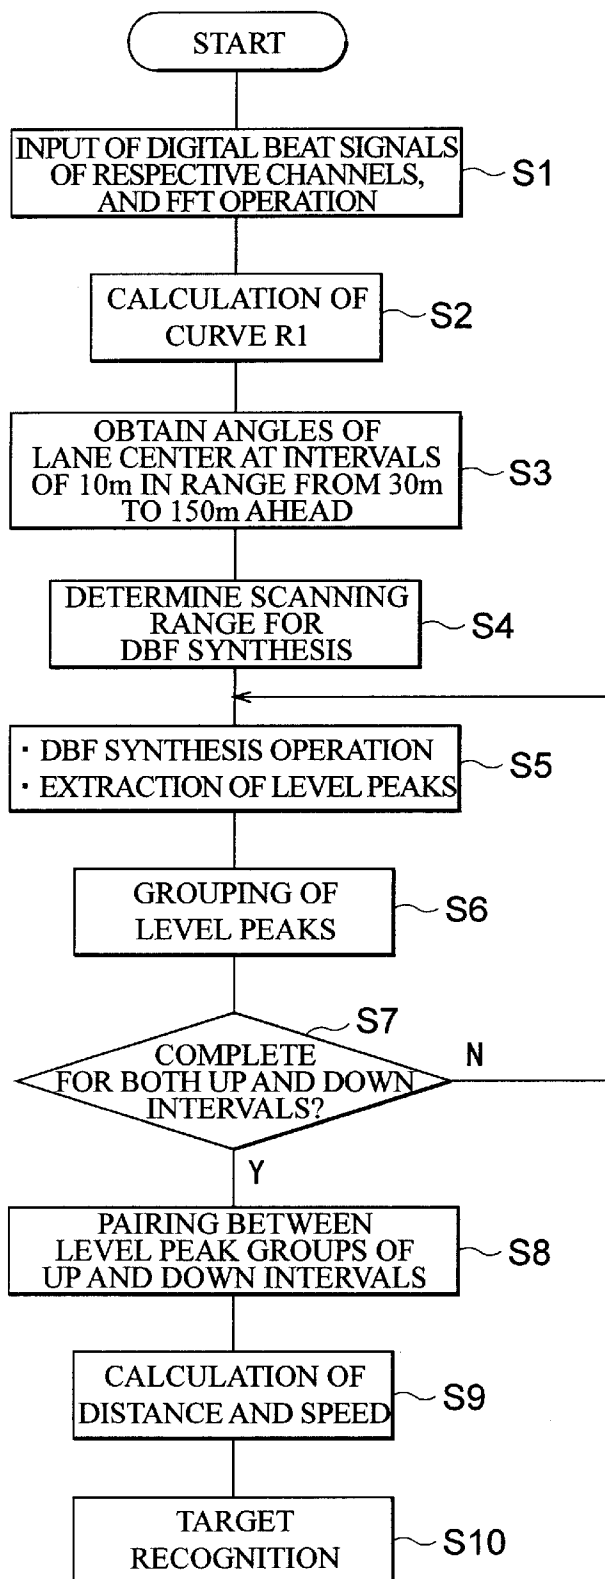 START
INPUT OF DIGITAL BEAT SIGNALS
OF RESPECTIVE CHANNELS,
AND FFT OPERATION
S1
CALCULATION OF
CURVE R1
S2
OBTAIN ANGLES OF
LANE CENTER AT INTERVALS
OF 10m IN RANGE FROM 30m
TO 150m AHEAD
S3
DETERMINE SCANNING
RANGE FOR
DBF SYNTHESIS
S4
· DBF SYNTHESIS OPERATION
· EXTRACTION OF LEVEL PEAKS
S5
GROUPING OF
LEVEL PEAKS
S6
S7
COMPLETE
FOR BOTH UP AND DOWN
INTERVALS?
N
Y
PAIRING BETWEEN
LEVEL PEAK GROUPS OF
UP AND DOWN INTERVALS
S8
CALCULATION OF
DISTANCE AND SPEED
S9
TARGET
RECOGNITION
S10